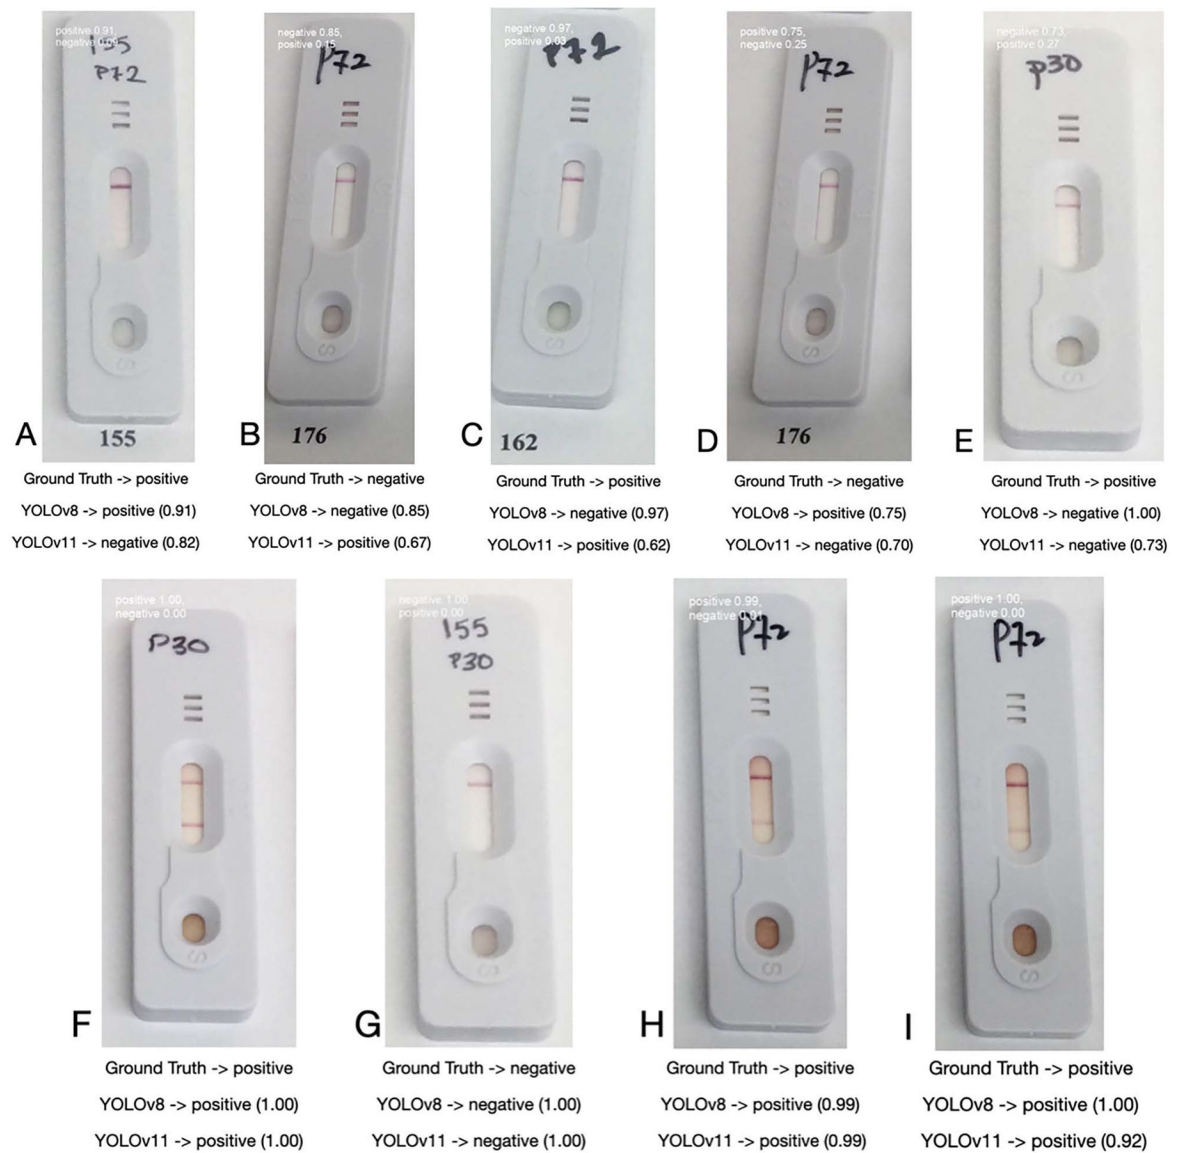 positive 0.91,
negative 0.09
155
P72
A
155
Ground Truth -> positive
YOLOv8 -> positive (0.91)
YOLOv11 -> negative (0.82)
negative 0.85,
positive 0.15
P72
B
176
Ground Truth -> negative
YOLOv8 -> negative (0.85)
YOLOv11 -> positive (0.67)
negative 0.97,
positive 0.03
P72
C
162
Ground Truth -> positive
YOLOv8 -> negative (0.97)
YOLOv11 -> positive (0.62)
positive 0.75,
negative 0.25
P72
D
176
Ground Truth -> negative
YOLOv8 -> positive (0.75)
YOLOv11 -> negative (0.70)
negative 0.73,
positive 0.27
P30
E
Ground Truth -> positive
YOLOv8 -> negative (1.00)
YOLOv11 -> negative (0.73)
positive 1.00,
negative 0.00
P30
S
F
Ground Truth -> positive
YOLOv8 -> positive (1.00)
YOLOv11 -> positive (1.00)
negative 1.00,
positive 0.00
155
P30
S
G
Ground Truth -> negative
YOLOv8 -> negative (1.00)
YOLOv11 -> negative (1.00)
positive 0.99,
negative 0.01
P72
S
H
Ground Truth -> positive
YOLOv8 -> positive (0.99)
YOLOv11 -> positive (0.99)
positive 1.00,
negative 0.00
P72
S
I
Ground Truth -> positive
YOLOv8 -> positive (1.00)
YOLOv11 -> positive (0.92)